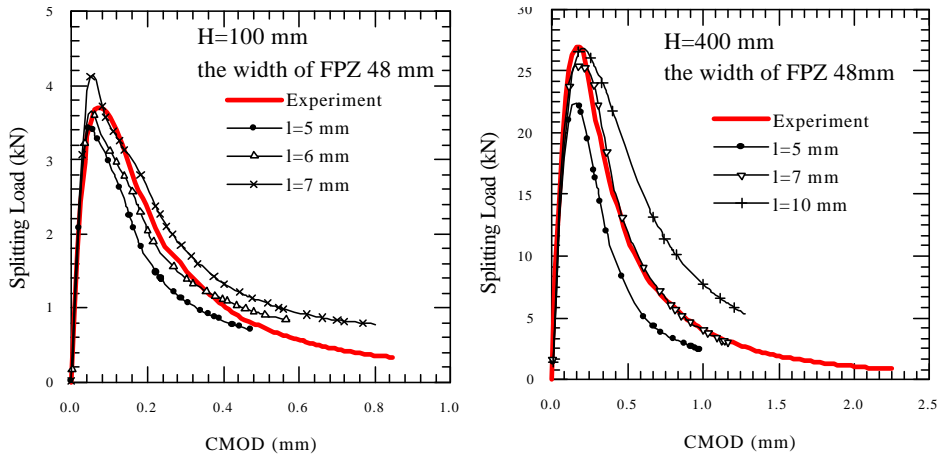 H=100 mm
the width of FPZ 48 mm
Experiment
l=5 mm
l=6 mm
l=7 mm
Splitting Load (kN)
5
4
3
2
1
0
0.0 0.2 0.4 0.6 0.8 1.0
CMOD (mm)
H=400 mm
the width of FPZ 48mm
Experiment
l=5 mm
l=7 mm
l=10 mm
Splitting Load (kN)
30
25
20
15
10
5
0
0.0 0.5 1.0 1.5 2.0 2.5
CMOD (mm)